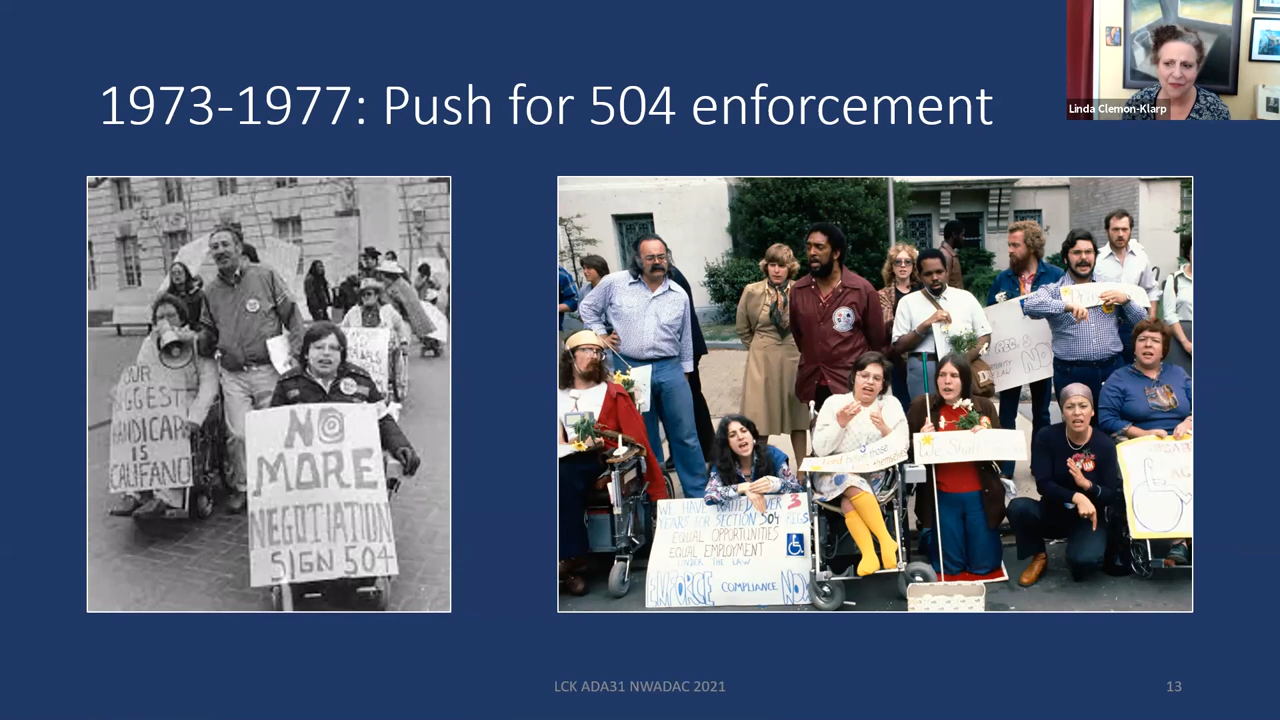 1973-1977: Push for 504 enforcement
Linda Clemon-Klarp
OUR
BIGGEST
HANDICAP
IS
CALIFANO
NO
MORE
NEGOTIATION
SIGN 504
WE HAVE WAITED OVER 3
YEARS FOR SECTION 504 REGS
EQUAL OPPORTUNITIES
EQUAL EMPLOYMENT
UNDER THE LAW
ENFORCE COMPLIANCE NOW
We Shall
NO
LCK ADA31 NWADAC 2021
13